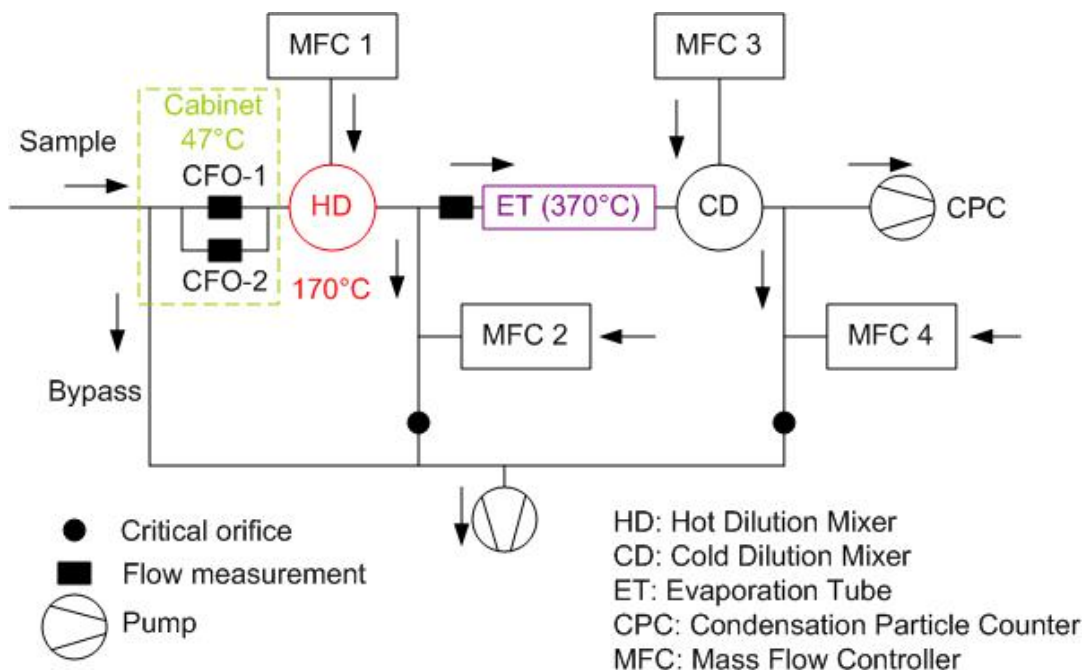 MFC 1
MFC 3
Cabinet
47°C
Sample
CFO-1
HD
ET (370°C)
CD
CPC
CFO-2
170°C
MFC 2
MFC 4
Bypass
Critical orifice
Flow measurement
Pump
HD: Hot Dilution Mixer
CD: Cold Dilution Mixer
ET: Evaporation Tube
CPC: Condensation Particle Counter
MFC: Mass Flow Controller